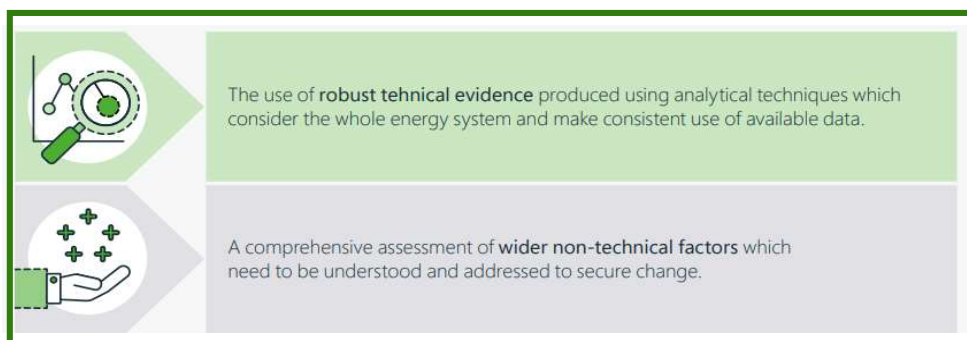 The use of robust tehnical evidence produced using analytical techniques which
consider the whole energy system and make consistent use of available data.
A comprehensive assessment of wider non-technical factors which
need to be understood and addressed to secure change.